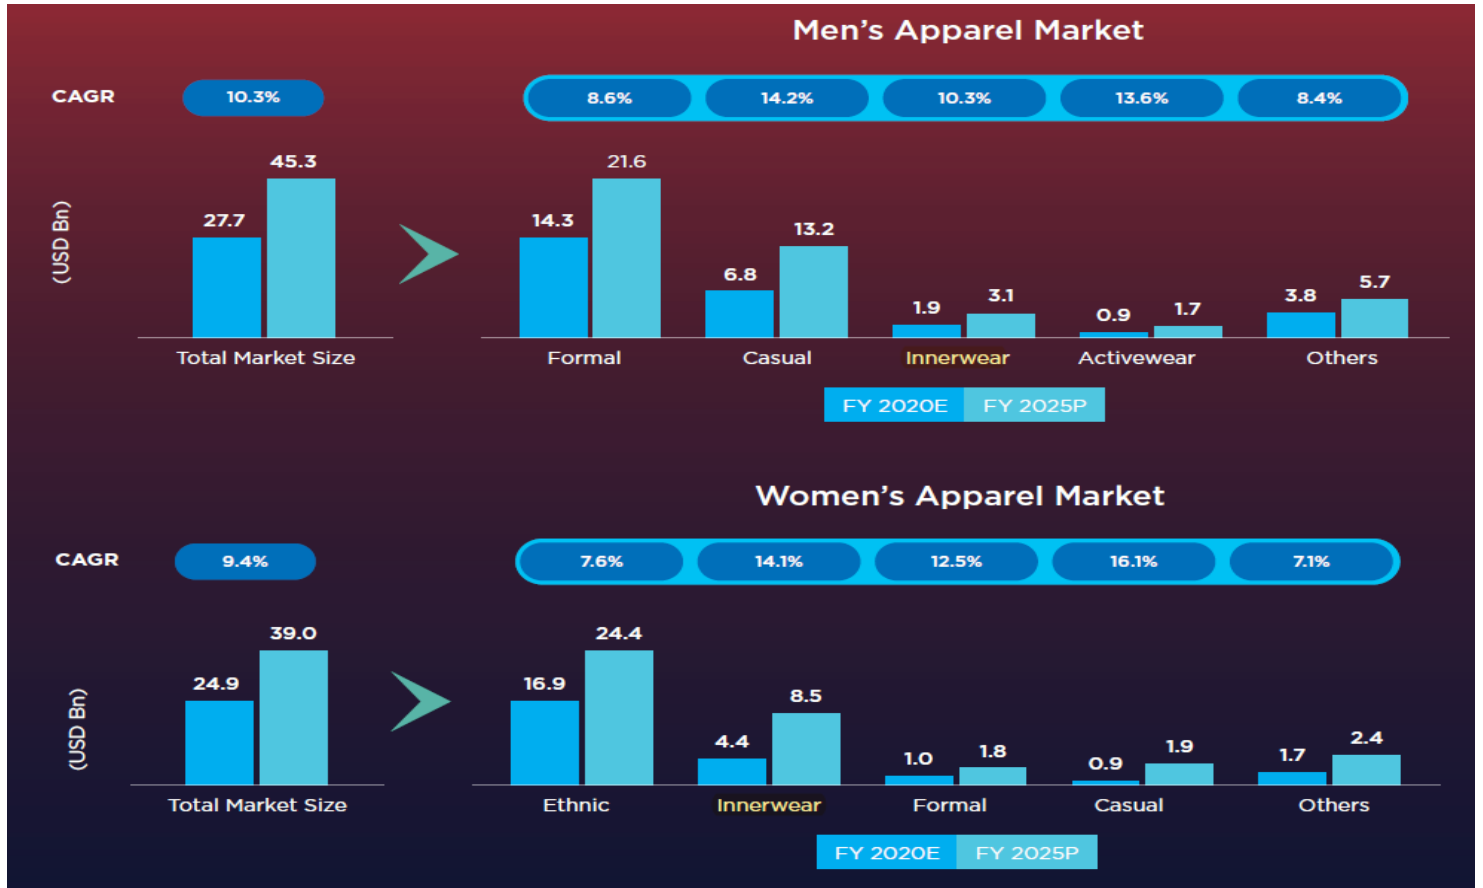 Men's Apparel Market
CAGR 10.3% 8.6% 14.2% 10.3% 13.6% 8.4%
(USD Bn)
27.7 45.3 14.3 21.6 6.8 13.2 1.9 3.1 0.9 1.7 3.8 5.7
Total Market Size Formal Casual Innerwear Activewear Others
FY 2020E FY 2025P
Women's Apparel Market
CAGR 9.4% 7.6% 14.1% 12.5% 16.1% 7.1%
(USD Bn)
24.9 39.0 16.9 24.4 4.4 8.5 1.0 1.8 0.9 1.9 1.7 2.4
Total Market Size Ethnic Innerwear Formal Casual Others
FY 2020E FY 2025P